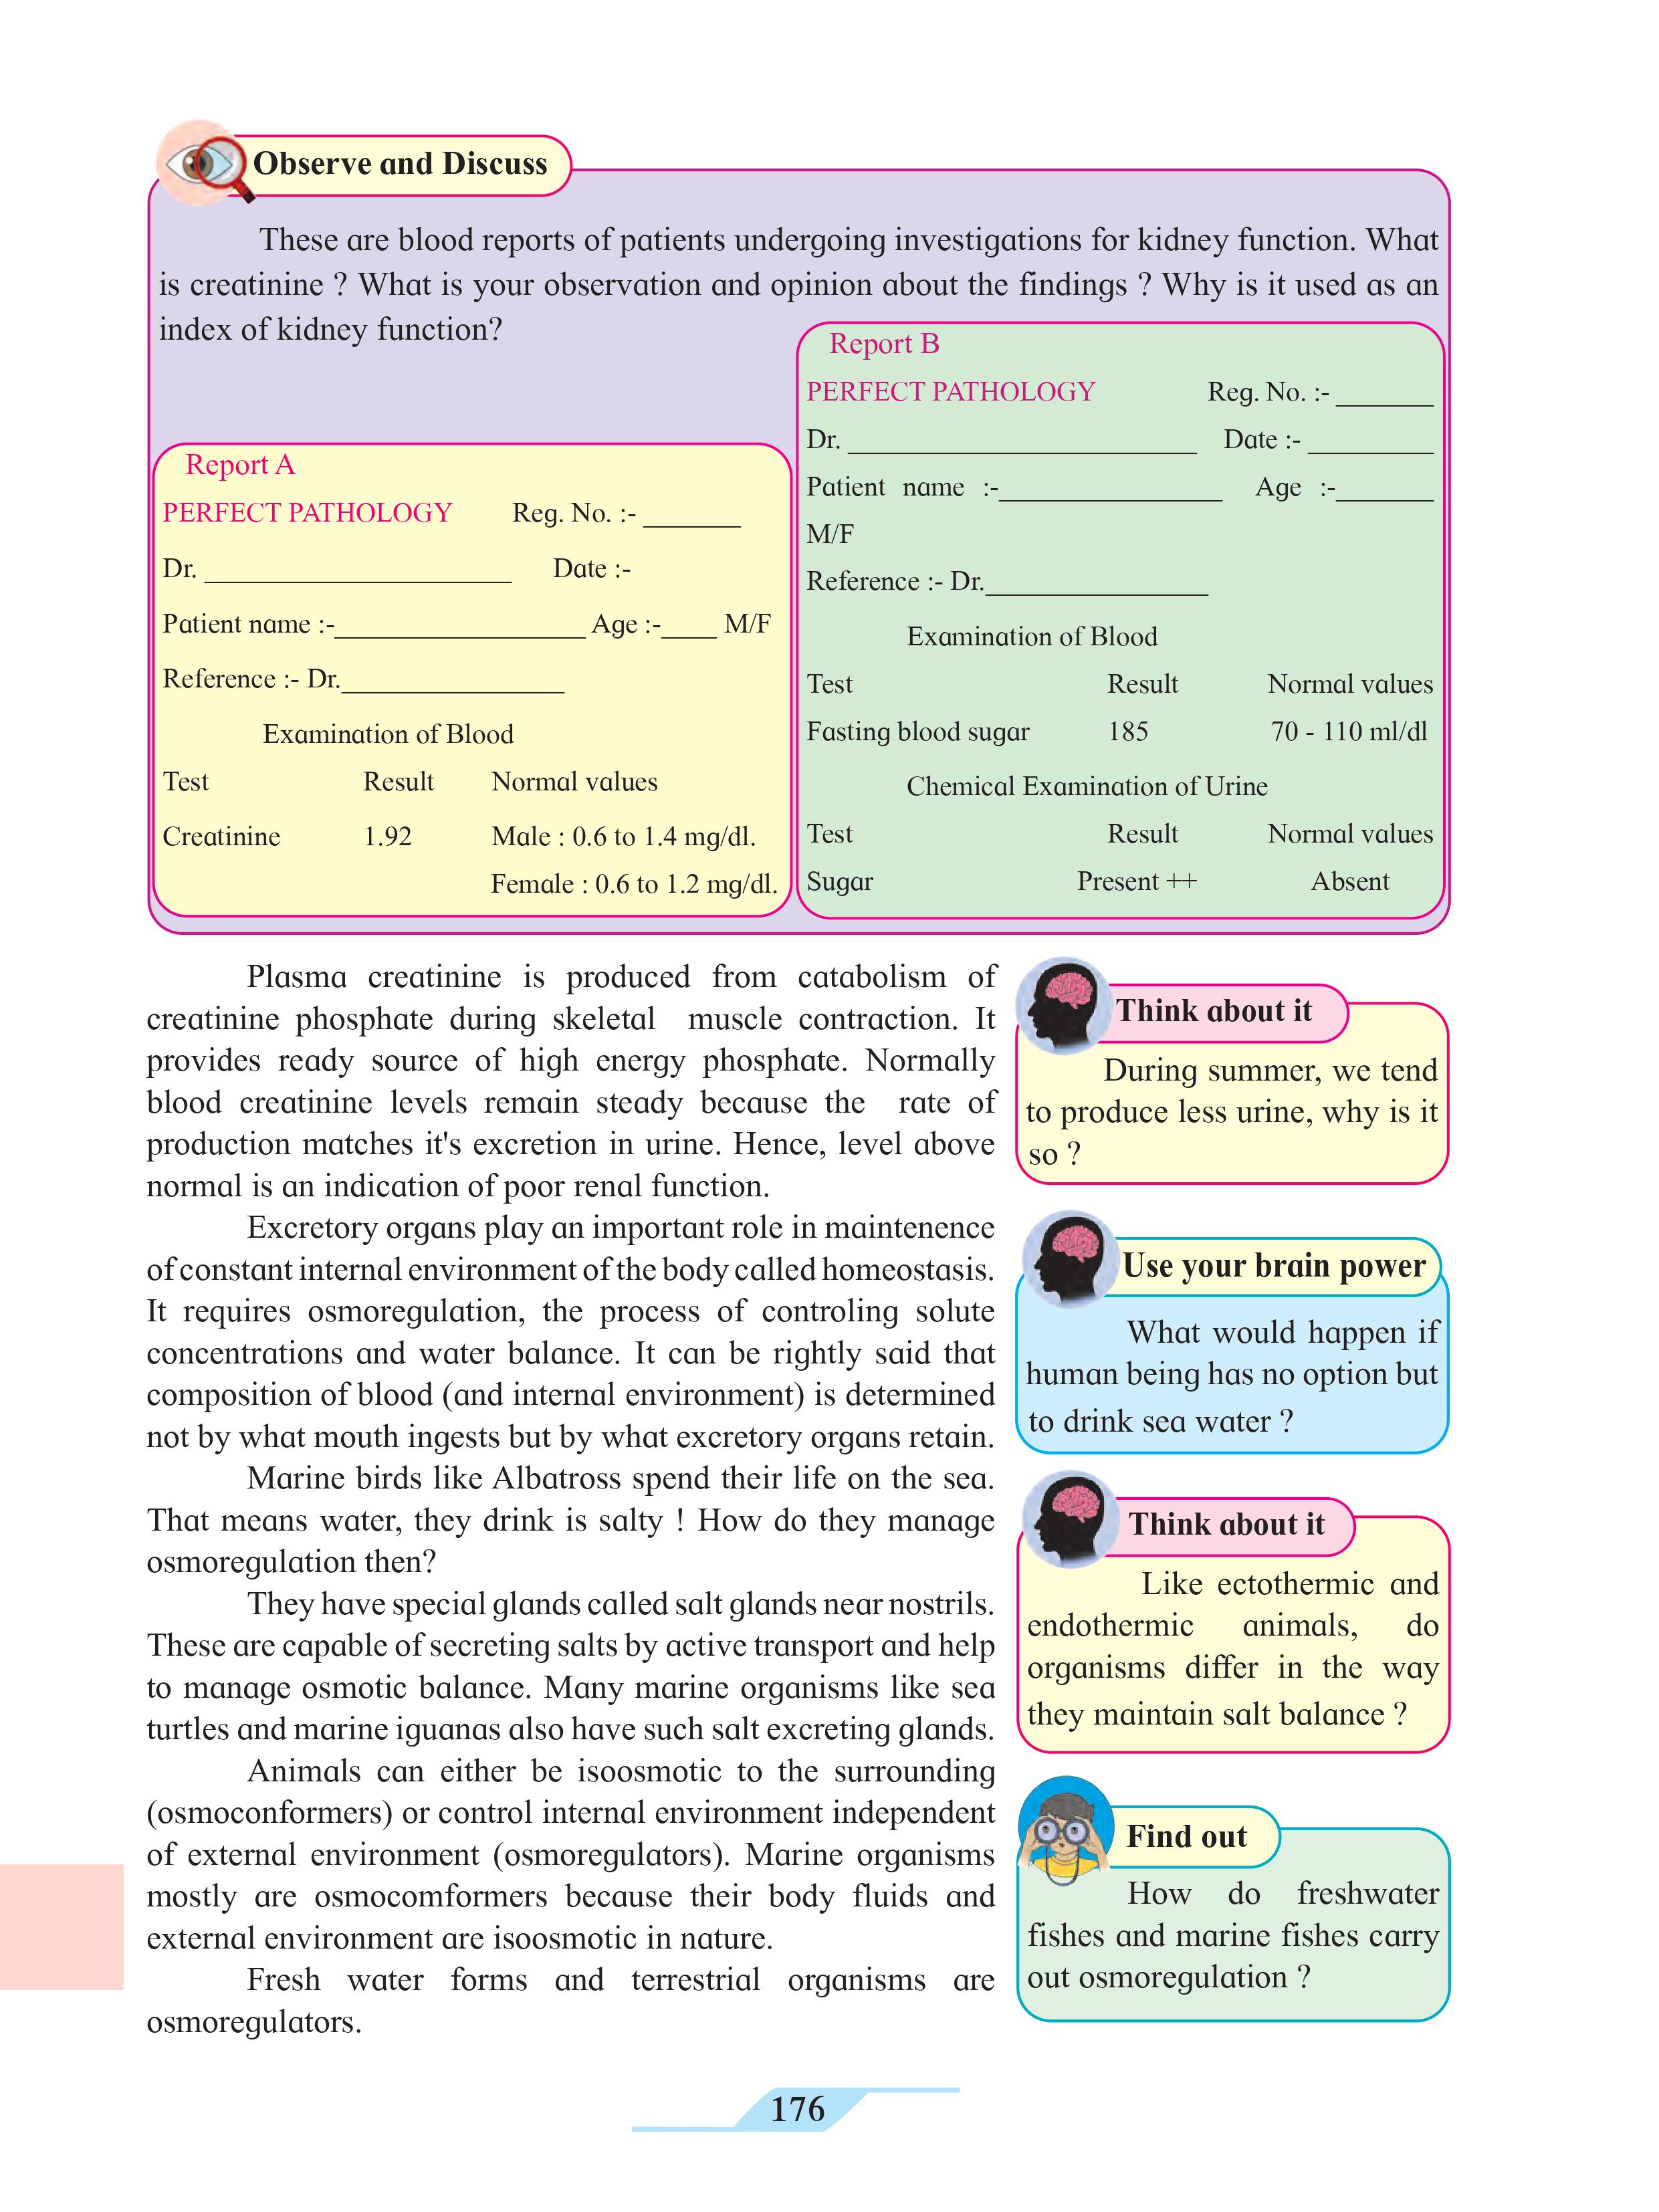 Observe and Discuss
These are blood reports of patients undergoing investigations for kidney function. What
is creatinine ? What is your observation and opinion about the findings ? Why is it used as an
index of kidney function?
Report A
PERFECT PATHOLOGY Reg. No. :- _______
Dr. ______________________ Date :-
Patient name :-__________________ Age :-____ M/F
Reference :- Dr.________________
Examination of Blood
Test Result Normal values
Creatinine 1.92 Male : 0.6 to 1.4 mg/dl.
Female : 0.6 to 1.2 mg/dl.
Report B
PERFECT PATHOLOGY Reg. No. :- _______
Dr. _________________________ Date :- _________
Patient name :-________________ Age :-_______
M/F
Reference :- Dr.________________
Examination of Blood
Test Result Normal values
Fasting blood sugar 185 70 - 110 ml/dl
Chemical Examination of Urine
Test Result Normal values
Sugar Present ++ Absent
Plasma creatinine is produced from catabolism of
creatinine phosphate during skeletal muscle contraction. It
provides ready source of high energy phosphate. Normally
blood creatinine levels remain steady because the rate of
production matches it's excretion in urine. Hence, level above
normal is an indication of poor renal function.
Excretory organs play an important role in maintenence
of constant internal environment of the body called homeostasis.
It requires osmoregulation, the process of controling solute
concentrations and water balance. It can be rightly said that
composition of blood (and internal environment) is determined
not by what mouth ingests but by what excretory organs retain.
Marine birds like Albatross spend their life on the sea.
That means water, they drink is salty ! How do they manage
osmoregulation then?
They have special glands called salt glands near nostrils.
These are capable of secreting salts by active transport and help
to manage osmotic balance. Many marine organisms like sea
turtles and marine iguanas also have such salt excreting glands.
Animals can either be isoosmotic to the surrounding
(osmoconformers) or control internal environment independent
of external environment (osmoregulators). Marine organisms
mostly are osmocomformers because their body fluids and
external environment are isoosmotic in nature.
Fresh water forms and terrestrial organisms are
osmoregulators.
Think about it
During summer, we tend
to produce less urine, why is it
so ?
Use your brain power
What would happen if
human being has no option but
to drink sea water ?
Think about it
Like ectothermic and
endothermic animals, do
organisms differ in the way
they maintain salt balance ?
Find out
How do freshwater
fishes and marine fishes carry
out osmoregulation ?
176